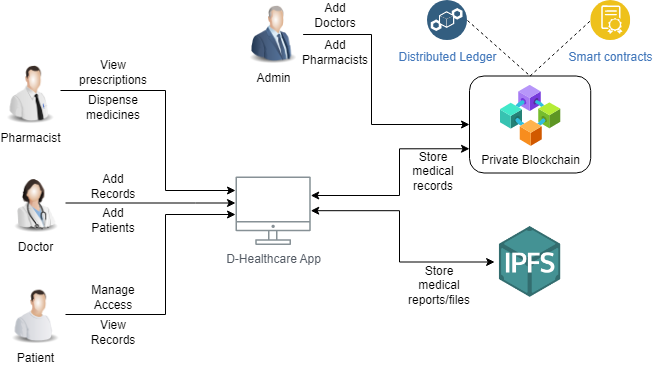 Add
Doctors
Add
Pharmacists
Admin
Distributed Ledger
Smart contracts
View
prescriptions
Dispense
medicines
Pharmacist
Private Blockchain
Store
medical
records
Add
Records
Add
Patients
Doctor
D-Healthcare App
IPFS
Store
medical
reports/files
Manage
Access
View
Records
Patient